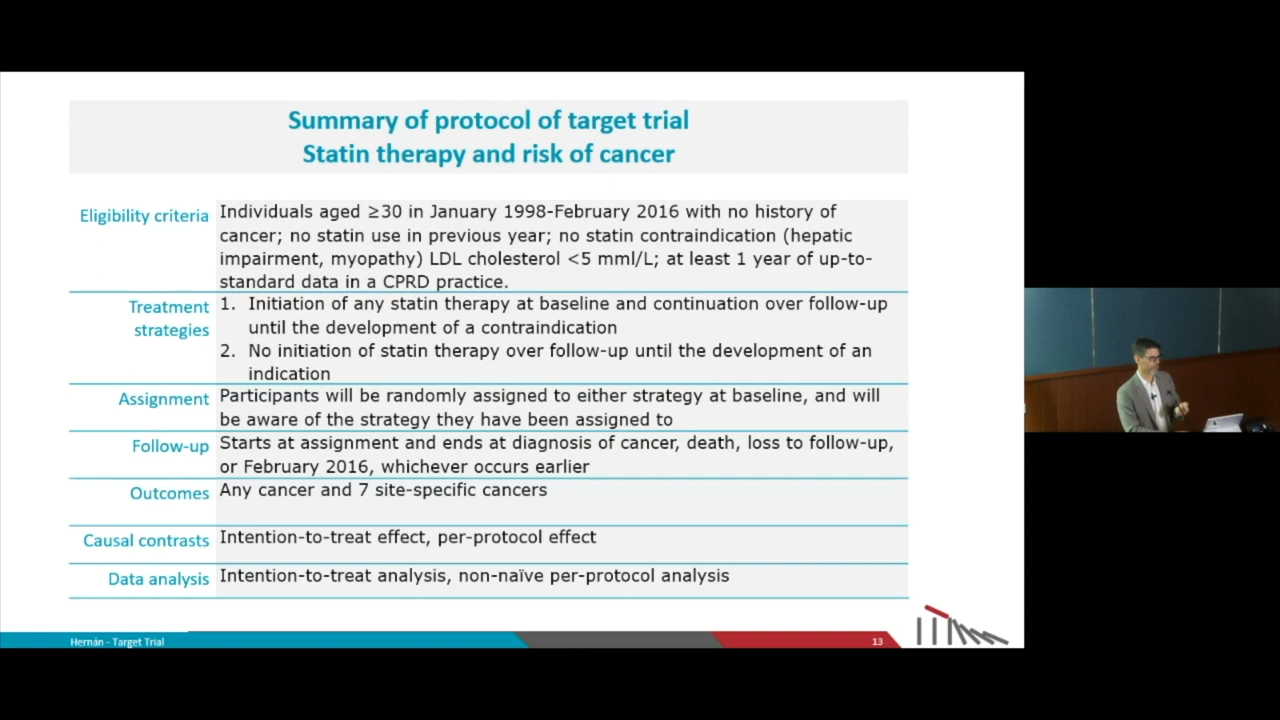 Summary of protocol of target trial
Statin therapy and risk of cancer
Eligibility criteria
Individuals aged ≥30 in January 1998-February 2016 with no history of
cancer; no statin use in previous year; no statin contraindication (hepatic
impairment, myopathy) LDL cholesterol <5 mml/L; at least 1 year of up-to-
standard data in a CPRD practice.
Treatment
strategies
1. Initiation of any statin therapy at baseline and continuation over follow-up
until the development of a contraindication
2. No initiation of statin therapy over follow-up until the development of an
indication
Assignment
Participants will be randomly assigned to either strategy at baseline, and will
be aware of the strategy they have been assigned to
Follow-up
Starts at assignment and ends at diagnosis of cancer, death, loss to follow-up,
or February 2016, whichever occurs earlier
Outcomes
Any cancer and 7 site-specific cancers
Causal contrasts
Intention-to-treat effect, per-protocol effect
Data analysis
Intention-to-treat analysis, non-naïve per-protocol analysis
Hernán - Target Trial
13